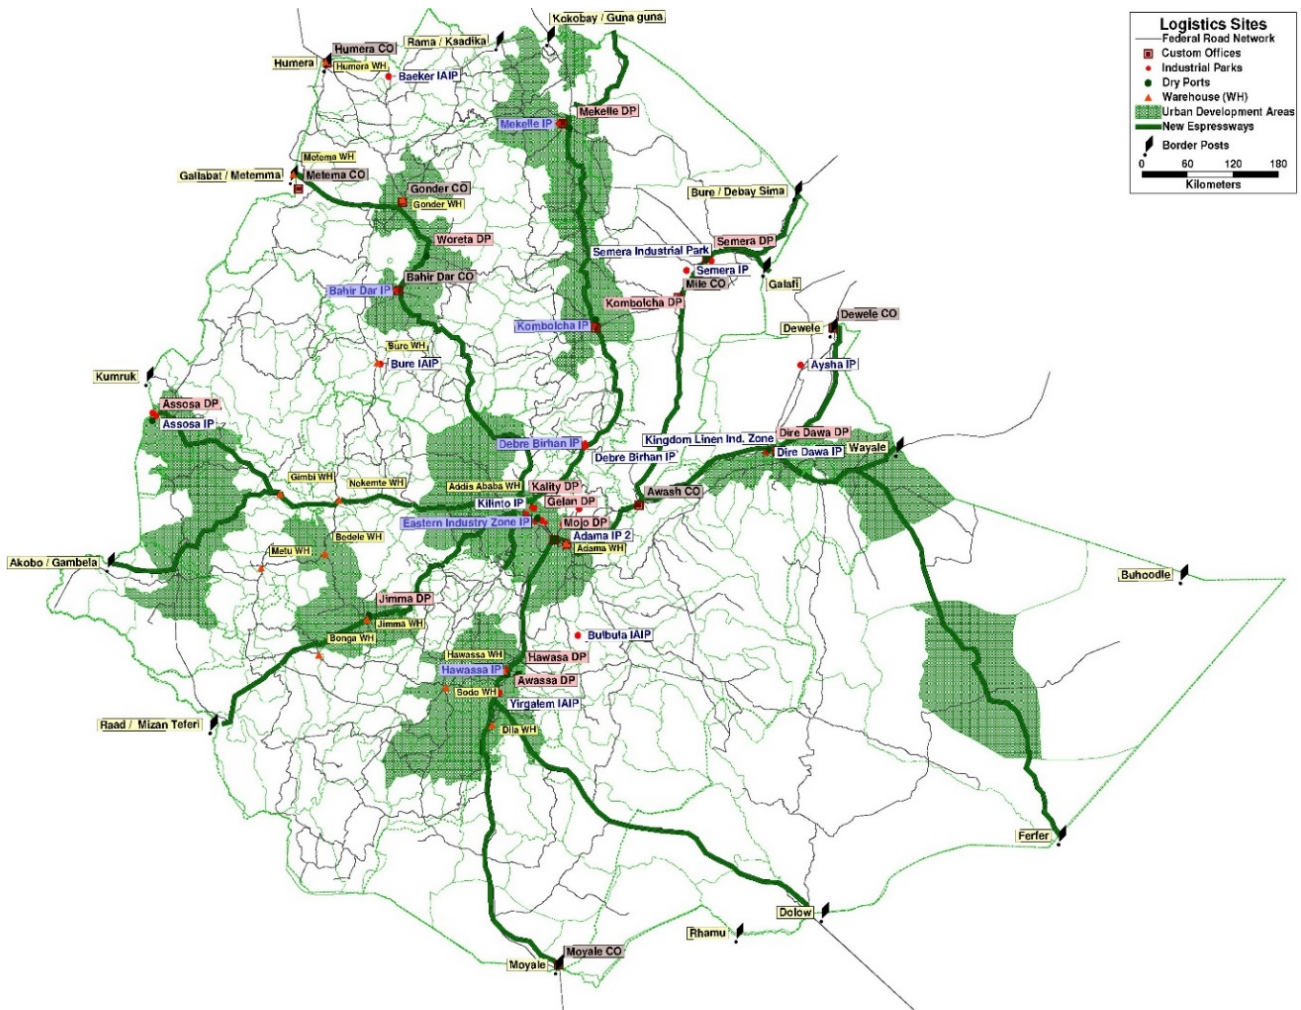 Kokobay / Guna guna
Rama / Ksadika
Humera CO
Humera
Humera WH
Baeker IAIP
Mekelle DP
Mekelle IP
Metema WH
Gallabat / Metemma
Metema CO
Gonder CO
Gonder WH
Bure / Debay Sima
Woreta DP
Semera DP
Semera Industrial Park
Semera IP
Bahir Dar CO
Mile CO
Galafi
Bahir Dar IP
Kombolcha DP
Dewele CO
Kombolcha IP
Dewele
Bure WH
Bure IAIP
Aysha IP
Kumruk
Assosa DP
Assosa IP
Dire Dawa DP
Kingdom Linen Ind. Zone
Debre Birhan IP
Dire Dawa IP
Wayale
Debre Birhan IP
Gimbi WH
Nokemte WH
Addis Ababa WH
Kality DP
Awash CO
Kilinto IP
Gelan DP
Eastern Industry Zone IP
Mojo DP
Bedele WH
Adama IP 2
Metu WH
Adama WH
Akobo / Gambela
Buhoodle
Jimma DP
Jimma WH
Bonga WH
Bulbula IAIP
Hawassa WH
Hawasa DP
Hawassa IP
Awassa DP
Sodo WH
Yirgalem IAIP
Raad / Mizan Teferi
Dila WH
Ferfer
Dolow
Rhamu
Moyale CO
Moyale
Logistics Sites
Federal Road Network
Custom Offices
Industrial Parks
Dry Ports
Warehouse (WH)
Urban Development Areas
New Espressways
Border Posts
0 60 120 180
Kilometers